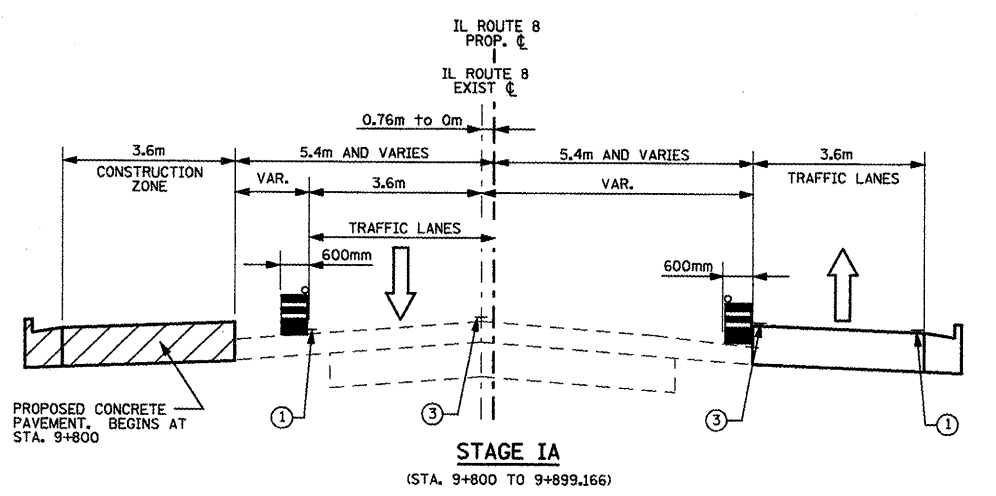 IL ROUTE 8
PROP. ℄
IL ROUTE 8
EXIST ℄
0.76m to 0m
3.6m
5.4m AND VARIES
5.4m AND VARIES
3.6m
CONSTRUCTION
ZONE
VAR.
3.6m
VAR.
TRAFFIC LANES
TRAFFIC LANES
600mm
600mm
PROPOSED CONCRETE
PAVEMENT. BEGINS AT
STA. 9+800
1
3
3
1
STAGE IA
(STA. 9+800 TO 9+899.166)